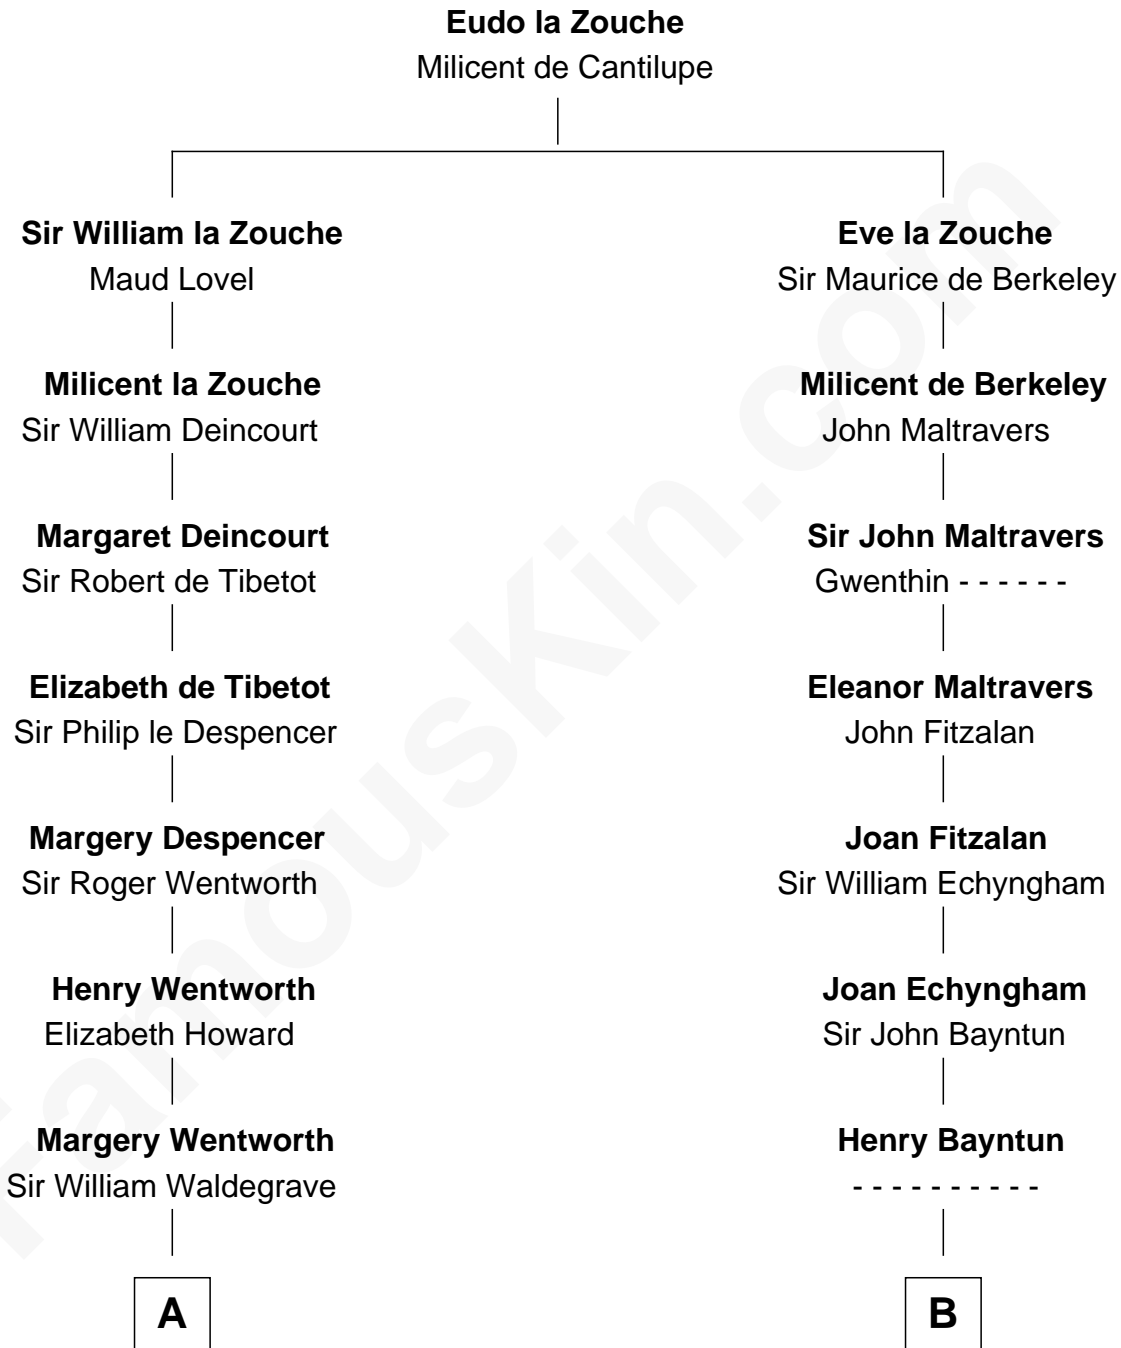 Eudo la Zouche
Milicent de Cantilupe
Sir William la Zouche
Maud Lovel
Milicent la Zouche
Sir William Deincourt
Margaret Deincourt
Sir Robert de Tibetot
Elizabeth de Tibetot
Sir Philip le Despencer
Margery Despencer
Sir Roger Wentworth
Henry Wentworth
Elizabeth Howard
Margery Wentworth
Sir William Waldegrave
A
Eve la Zouche
Sir Maurice de Berkeley
Milicent de Berkeley
John Maltravers
Sir John Maltravers
Gwenthin - - - - - -
Eleanor Maltravers
John Fitzalan
Joan Fitzalan
Sir William Echyngham
Joan Echyngham
Sir John Bayntun
Henry Bayntun
- - - - - - - - - -
B
FamousKin.com